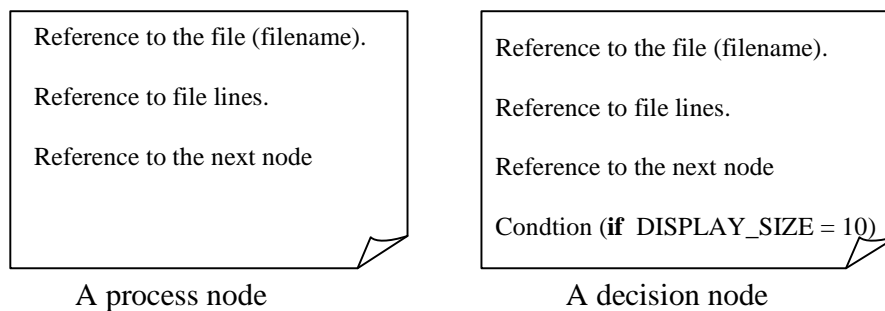 Reference to the file (filename).
Reference to file lines.
Reference to the next node
A process node
Reference to the file (filename).
Reference to file lines.
Reference to the next node
Condtion (if DISPLAY_SIZE = 10)
A decision node